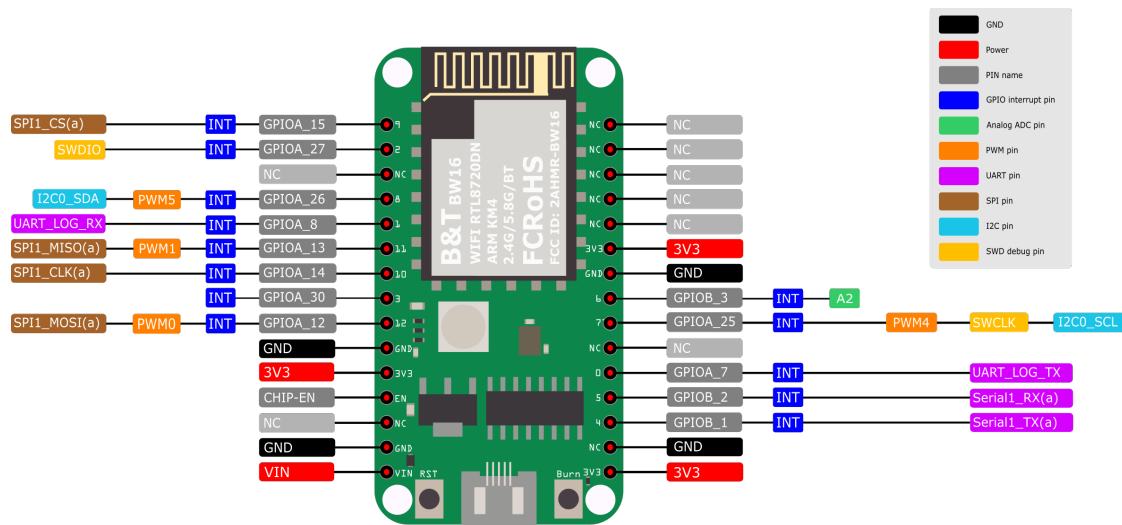 GND
Power
PIN name
GPIO interrupt pin
Analog ADC pin
PWM pin
UART pin
SPI pin
I2C pin
SWD debug pin
SPI1_CS(a) INT GPIOA_15 9
SWDIO INT GPIOA_27 2
NC NC
I2C0_SDA PWM5 INT GPIOA_26 8
UART_LOG_RX INT GPIOA_8 1
SPI1_MISO(a) PWM1 INT GPIOA_13 11
SPI1_CLK(a) INT GPIOA_14 10
INT GPIOA_30 3
SPI1_MOSI(a) PWM0 INT GPIOA_12 12
GND GND
3V3 3V3
CHIP-EN EN
NC NC
GND GND
VIN VIN
B&T BW16
WIFI RTL8720DN
ARM KM4
2.4G/5.8G/BT
FCRoHS
FCC ID: 2AHMR-BW16
RST
Burn
NC NC
NC NC
NC NC
NC NC
NC NC
3V3 3V3
GND GND
6 GPIOB_3 INT A2
7 GPIOA_25 INT PWM4 SWCLK I2C0_SCL
NC NC
0 GPIOA_7 INT UART_LOG_TX
5 GPIOB_2 INT Serial1_RX(a)
4 GPIOB_1 INT Serial1_TX(a)
NC GND
3V3 3V3